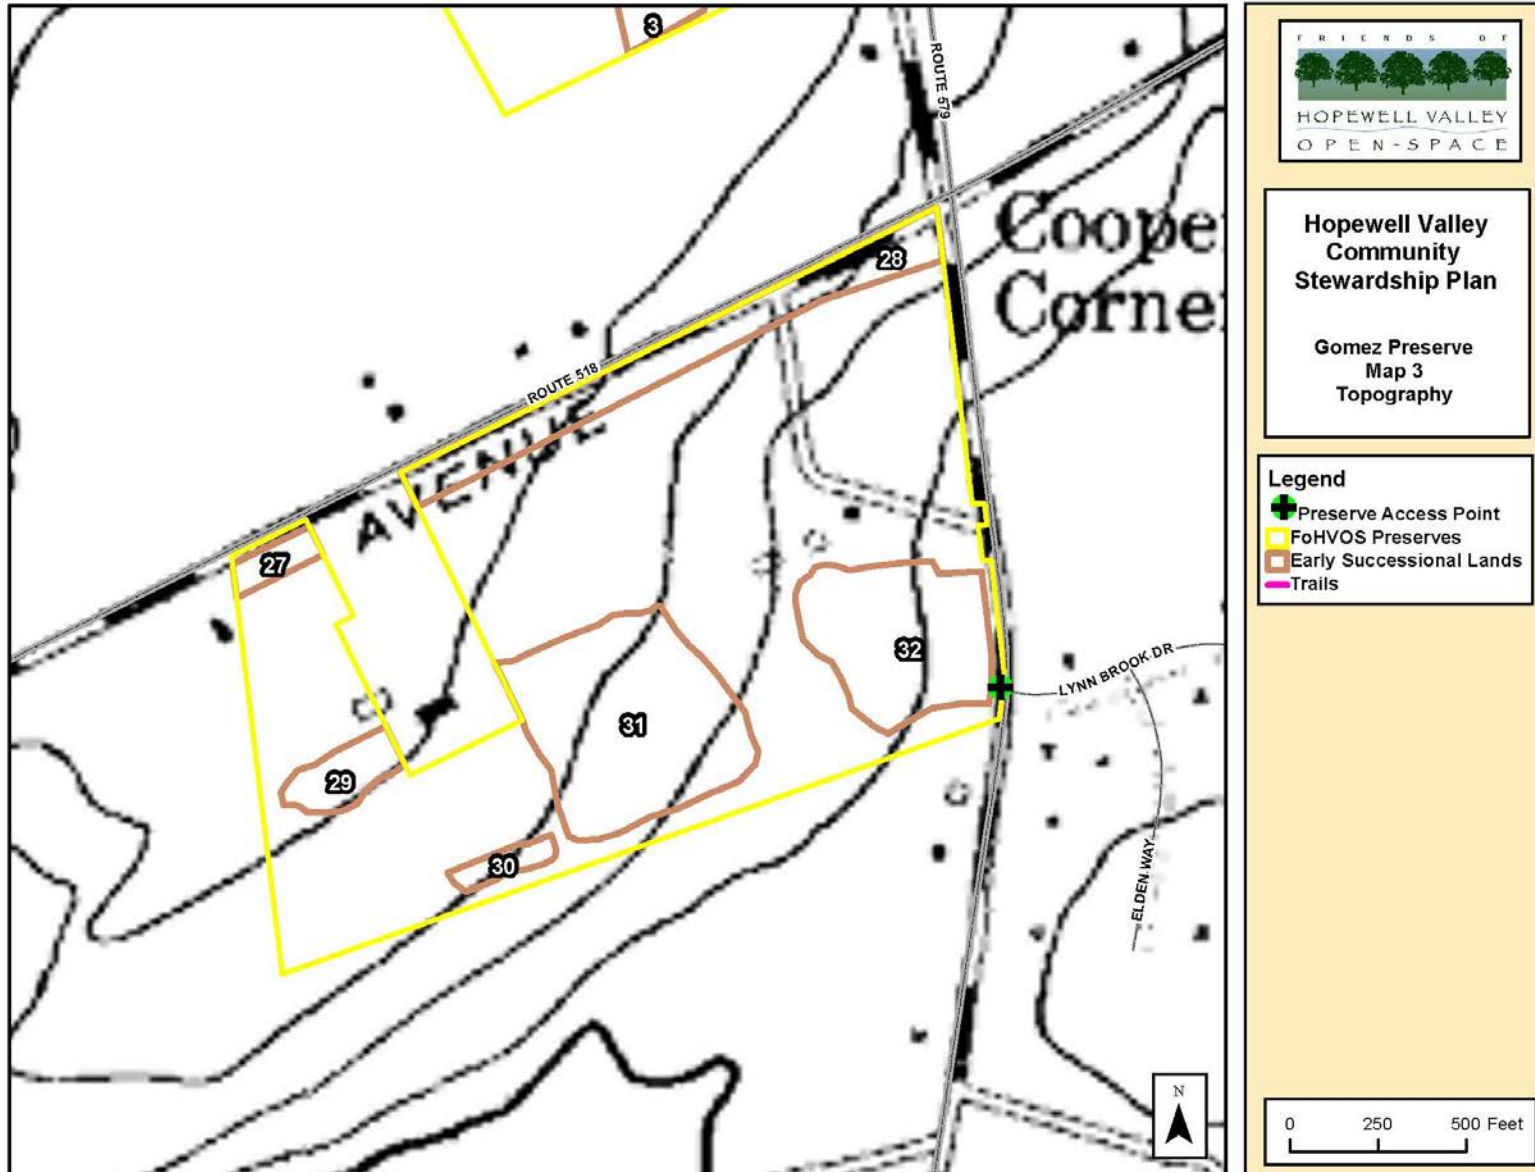 3
ROUTE 579
28
ROUTE 518
AVENUE
27
32
31
29
30
LYNN BROOK DR
ELDEN WAY
N
FRIENDS OF
HOPEWELL VALLEY
OPEN-SPACE
Hopewell Valley
Community
Stewardship Plan
Gomez Preserve
Map 3
Topography
Legend
Preserve Access Point
FoHVOS Preserves
Early Successional Lands
Trails
0 250 500 Feet